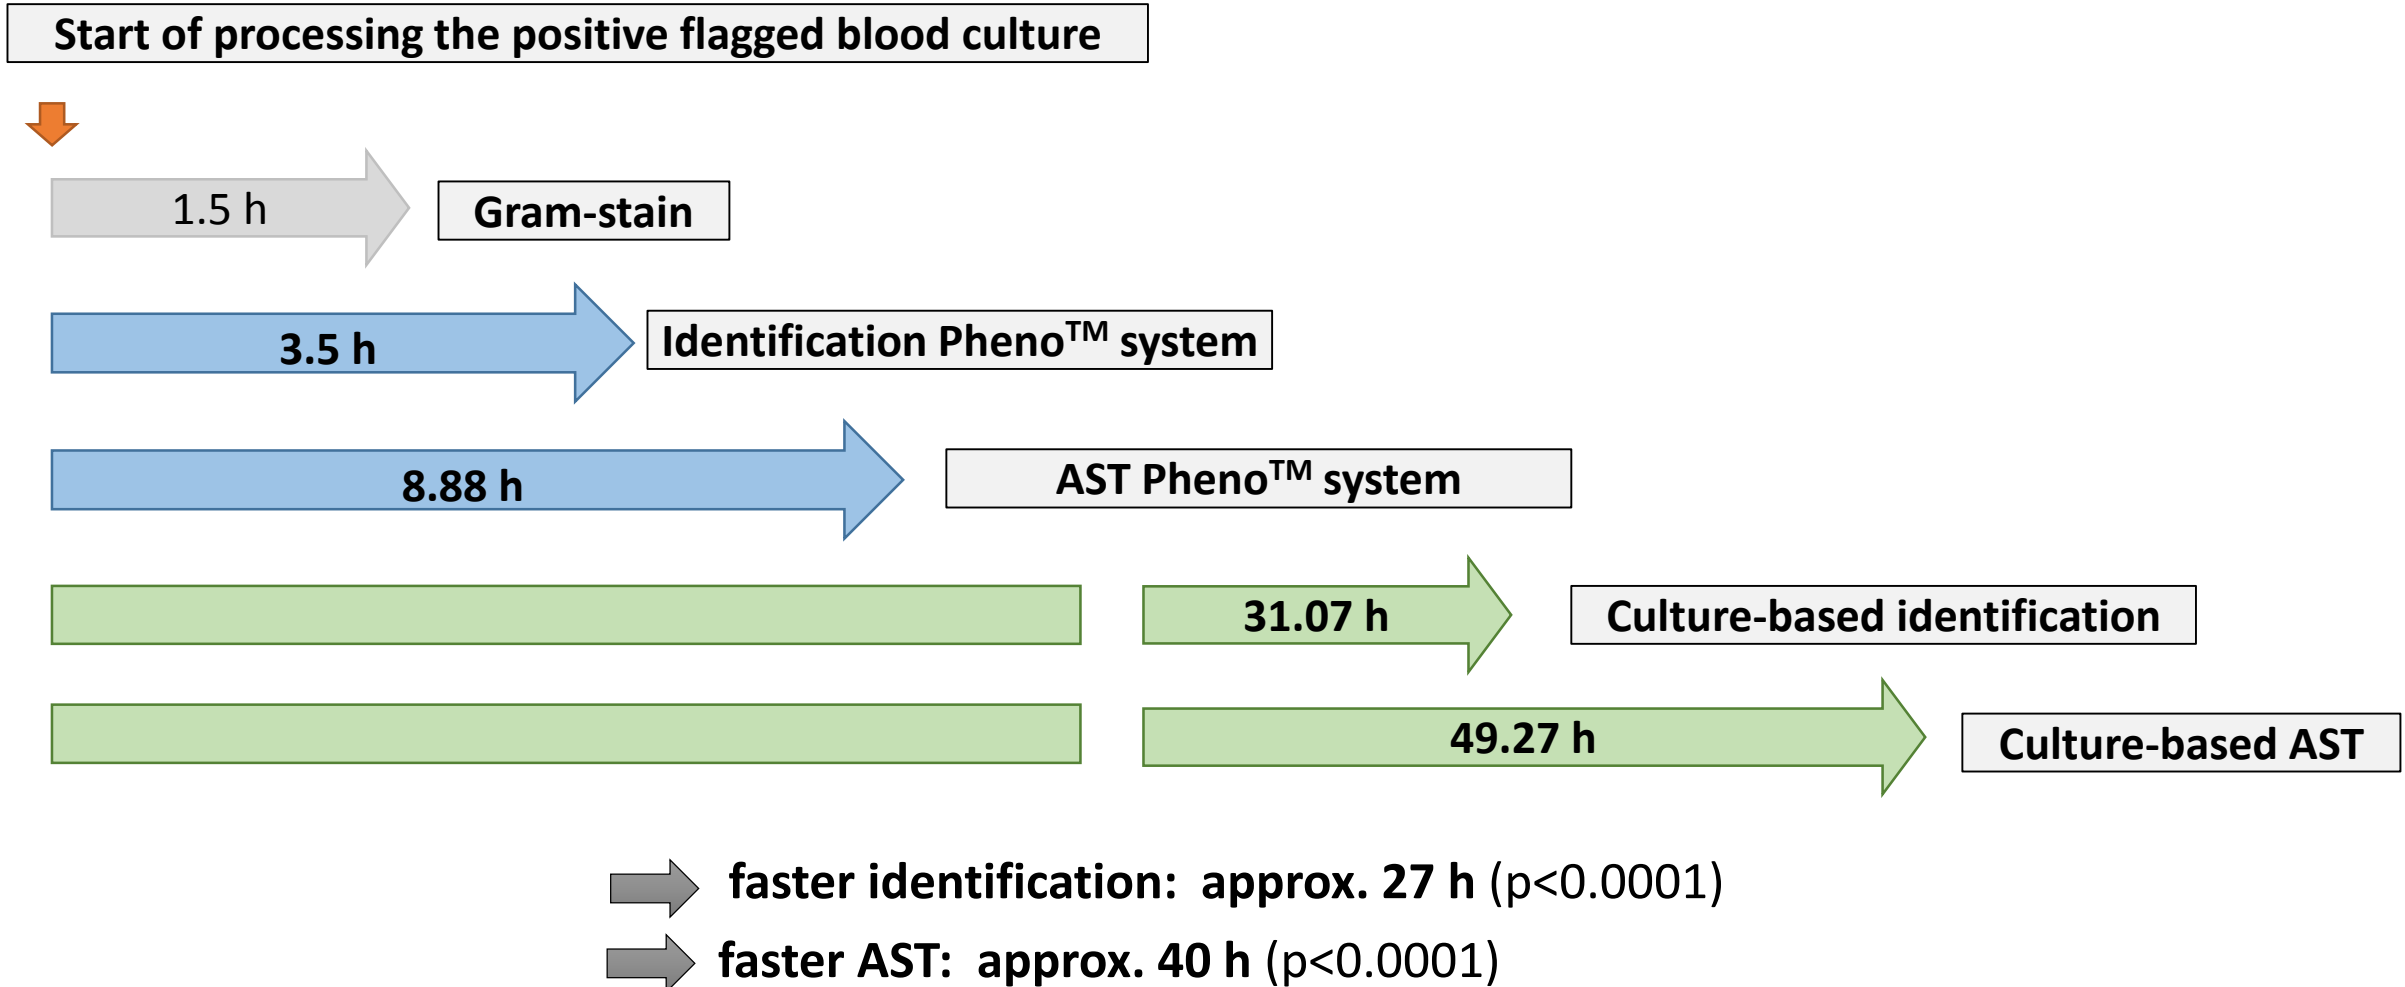 Start of processing the positive flagged blood culture
1.5 h
Gram-stain
3.5 h
Identification Pheno™ system
8.88 h
AST Pheno™ system
31.07 h
Culture-based identification
49.27 h
Culture-based AST
faster identification:  approx. 27 h (p<0.0001)
faster AST:  approx. 40 h (p<0.0001)